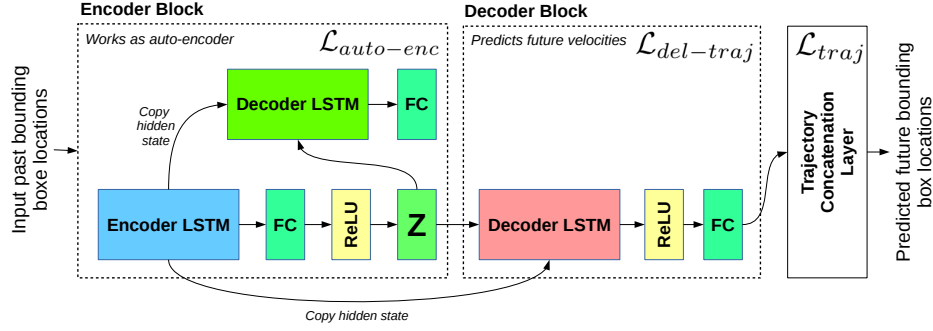 Encoder Block
Decoder Block
Works as auto-encoder
ℒauto−enc
Predicts future velocities
ℒdel−traj
ℒtraj
Input past bounding
boxe locations
Copy
hidden
state
Decoder LSTM
FC
Encoder LSTM
FC
ReLU
Z
Decoder LSTM
ReLU
FC
Trajectory
Concatenation
Layer
Predicted future bounding
box locations
Copy hidden state